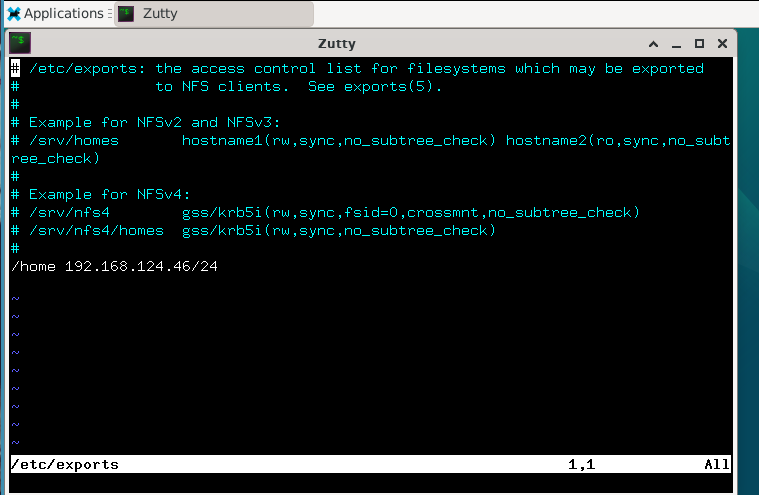 Applications Zutty
Zutty
# /etc/exports: the access control list for filesystems which may be exported
#               to NFS clients.  See exports(5).
#
# Example for NFSv2 and NFSv3:
# /srv/homes       hostname1(rw,sync,no_subtree_check) hostname2(ro,sync,no_subt
ree_check)
#
# Example for NFSv4:
# /srv/nfs4        gss/krb5i(rw,sync,fsid=0,crossmnt,no_subtree_check)
# /srv/nfs4/homes  gss/krb5i(rw,sync,no_subtree_check)
#
/home 192.168.124.46/24
~
~
~
~
~
~
~
~
~
/etc/exports 1,1 All